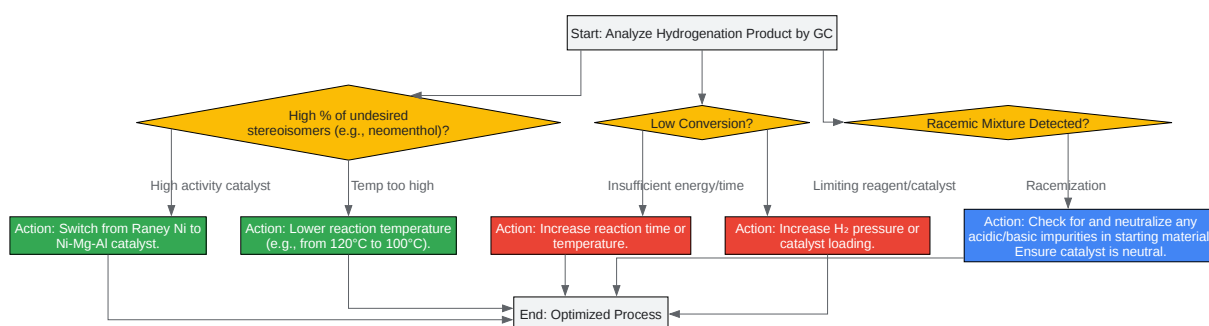 Start: Analyze Hydrogenation Product by GC
High % of undesired
stereoisomers (e.g., neomenthol)?
Low Conversion?
Racemic Mixture Detected?
High activity catalyst
Temp too high
Insufficient energy/time
Limiting reagent/catalyst
Racemization
Action: Switch from Raney Ni to
Ni-Mg-Al catalyst.
Action: Lower reaction temperature
(e.g., from 120°C to 100°C).
Action: Increase reaction time or
temperature.
Action: Increase H₂ pressure or
catalyst loading.
Action: Check for and neutralize any
acidic/basic impurities in starting material
Ensure catalyst is neutral.
End: Optimized Process